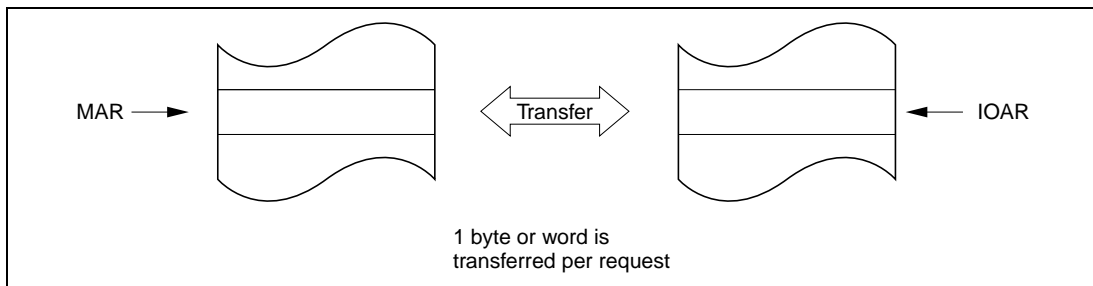 MAR
Transfer
IOAR
1 byte or word is
transferred per request